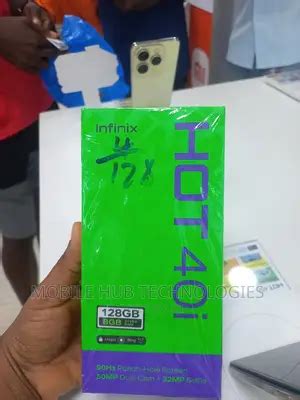 infinix
4
128
HOT 40i
MOBILE HUB TECHNOLOGIES
128GB
8GB
90Hz Punch-Hole Screen
50MP Dual Cam + 32MP Selfie